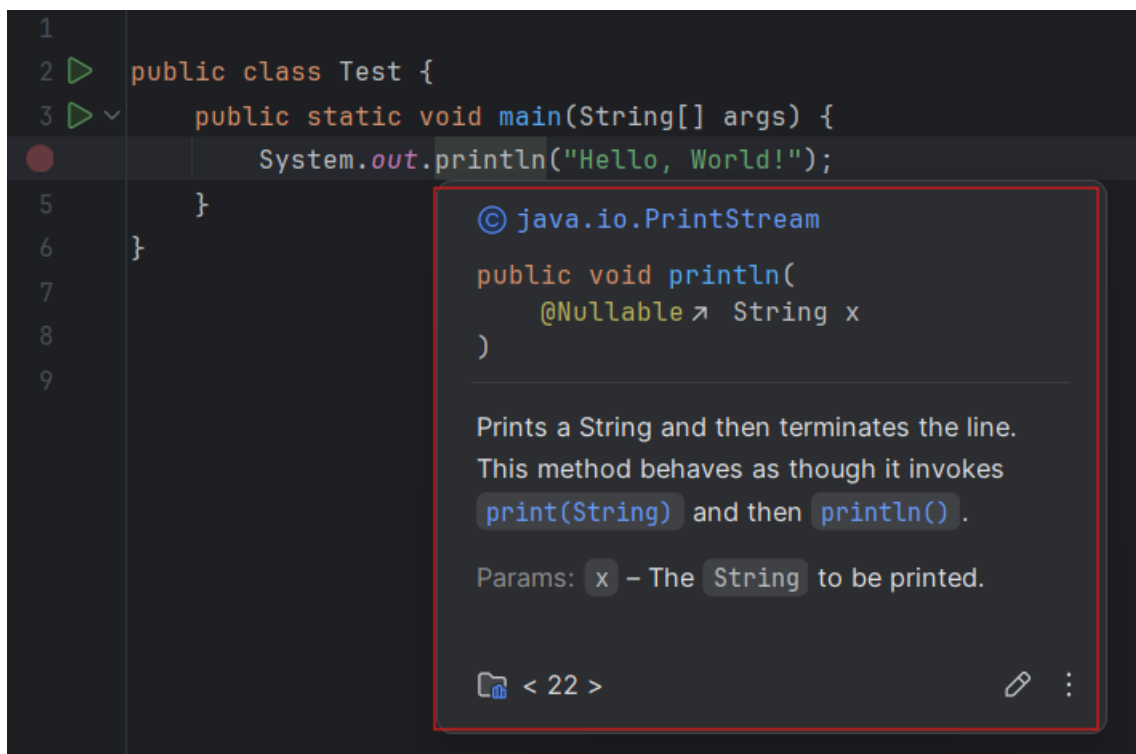 1
2 public class Test {
3 public static void main(String[] args) {
System.out.println("Hello, World!");
5 }
6 }
7
8
9
© java.io.PrintStream
public void println(
@Nullable↗ String x
)
Prints a String and then terminates the line.
This method behaves as though it invokes
print(String) and then println() .
Params: x – The String to be printed.
< 22 >